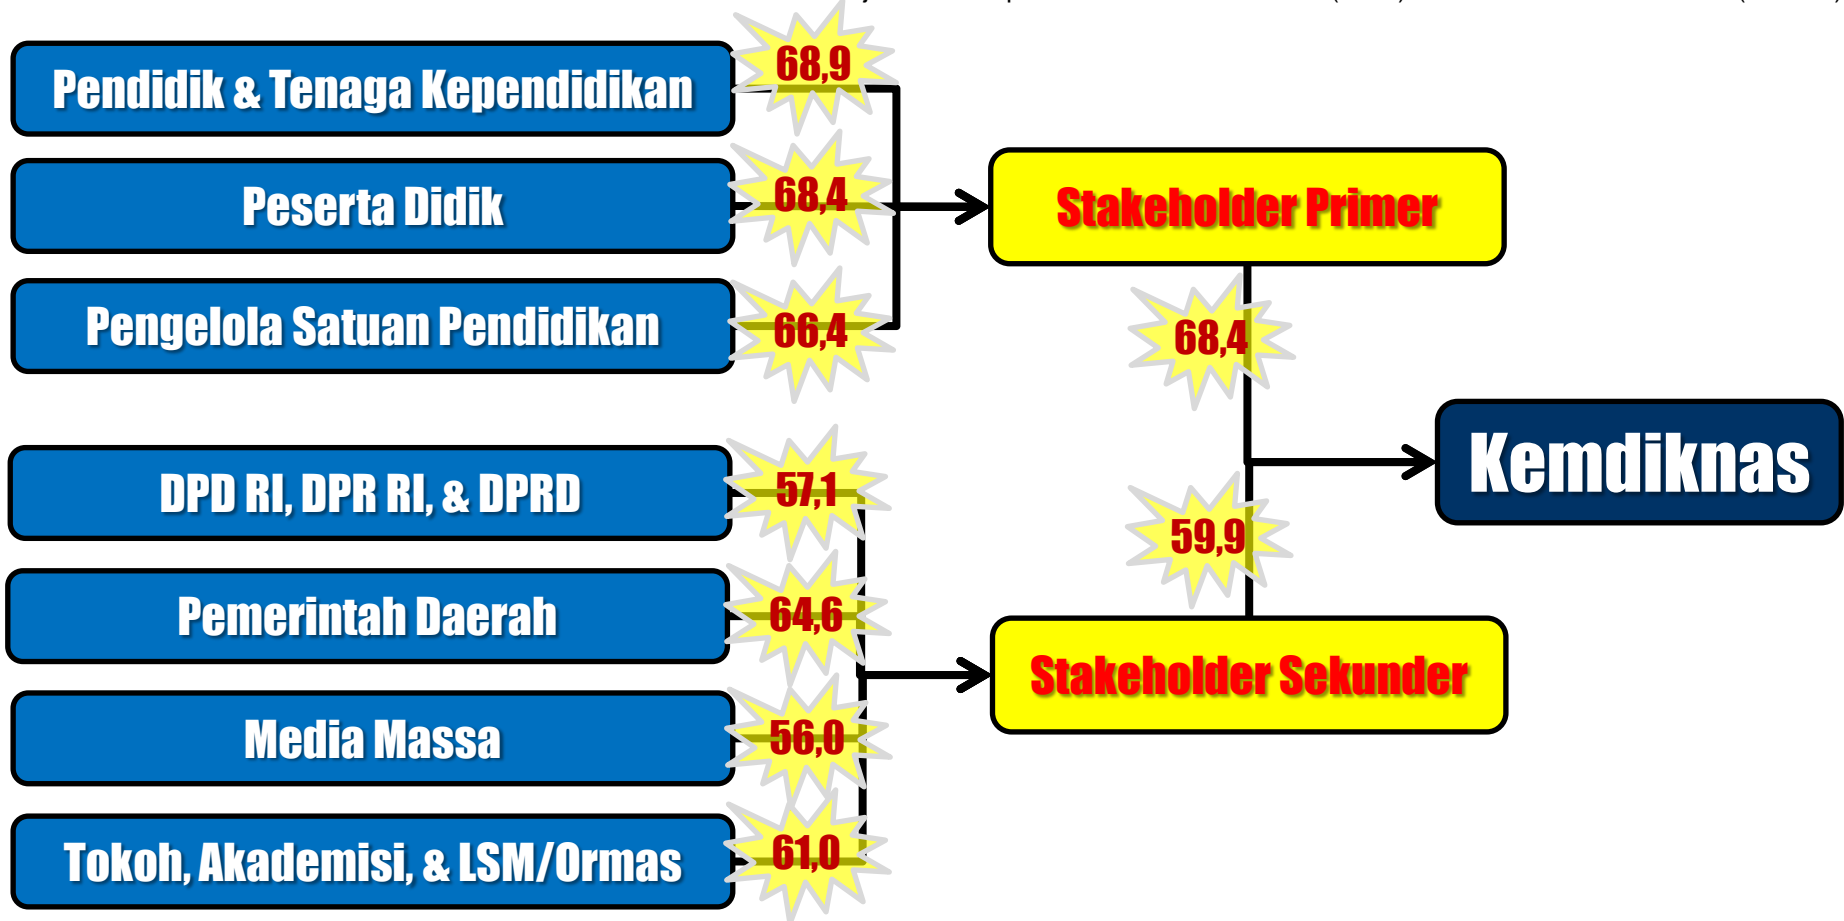 Pendidik & Tenaga Kependidikan
68,9
Peserta Didik
68,4
Pengelola Satuan Pendidikan
66,4
Stakeholder Primer
68,4
Kemdiknas
DPD RI, DPR RI, & DPRD
57,1
Pemerintah Daerah
64,6
Media Massa
56,0
Tokoh, Akademisi, & LSM/Ormas
61,0
59,9
Stakeholder Sekunder